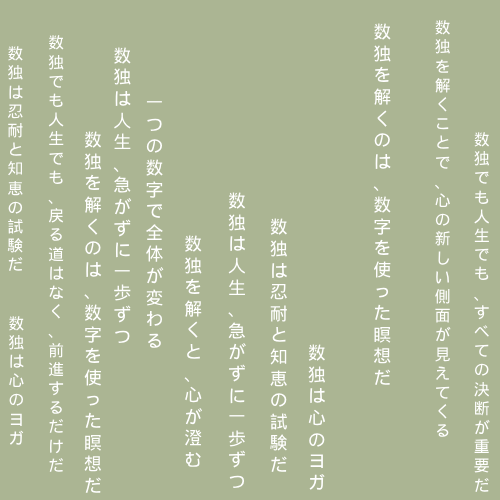 数独でも人生でも、すべての決断が重要だ
数独を解くことで、心の新しい側面が見えてくる
数独を解くのは、数字を使った瞑想だ
数独は心のヨガ
数独は忍耐と知恵の試験だ
数独は人生、急がずに一歩ずつ
数独を解くと、心が澄む
一つの数字で全体が変わる
数独は人生、急がずに一歩ずつ
数独を解くのは、数字を使った瞑想だ
数独でも人生でも、戻る道はなく、前進するだけだ
数独は忍耐と知恵の試験だ
数独は心のヨガ